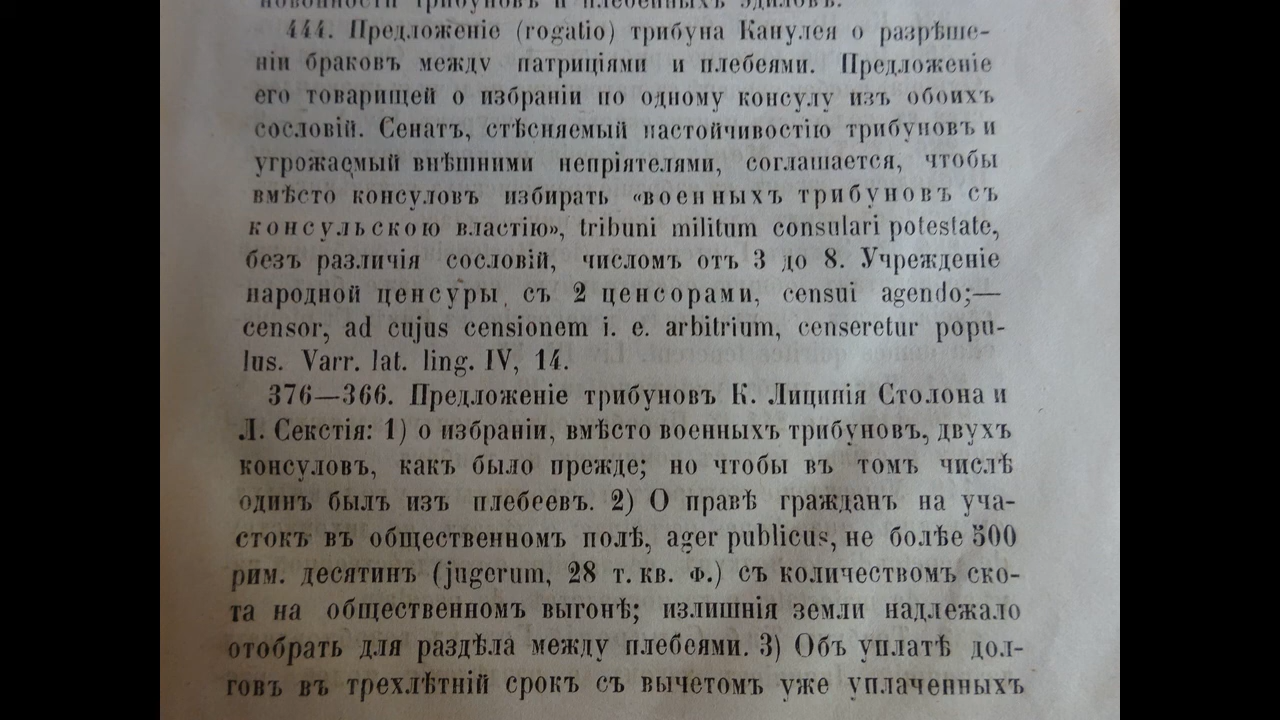 трибуновъ и плебейныхъ эдиловъ.
444. Предложеніе (rogatio) трибуна Канулея о разрѣше-
ніи браковъ между патриціями и плебеями. Предложеніе
его товарищей о избраніи по одному консулу изъ обоихъ
сословій. Сенатъ, стѣсняемый настойчивостію трибуновъ и
угрожаемый внѣшними непріятелями, соглашается, чтобы
вмѣсто консуловъ избирать «военныхъ трибуновъ съ
консульскою властію», tribuni militum consulari potestate,
безъ различія сословій, числомъ отъ 3 до 8. Учрежденіе
народной ценсуры съ 2 ценсорами, censui agendo;—
censor, ad cujus censionem i. e. arbitrium, censeretur popu-
lus. Varr. lat. ling. IV, 14.
376—366. Предложеніе трибуновъ К. Лицинія Столона и
Л. Секстія: 1) о избраніи, вмѣсто военныхъ трибуновъ, двухъ
консуловъ, какъ было прежде; но чтобы въ томъ числѣ
одинъ былъ изъ плебеевъ. 2) О правѣ гражданъ на уча-
стокъ въ общественномъ полѣ, ager publicus, не болѣе 500
рим. десятинъ (jugerum, 28 т. кв. ф.) съ количествомъ ско-
та на общественномъ выгонѣ; излишнія земли надлежало
отобрать для раздѣла между плебеями. 3) Объ уплатѣ дол-
говъ въ трехлѣтній срокъ съ вычетомъ уже уплаченныхъ